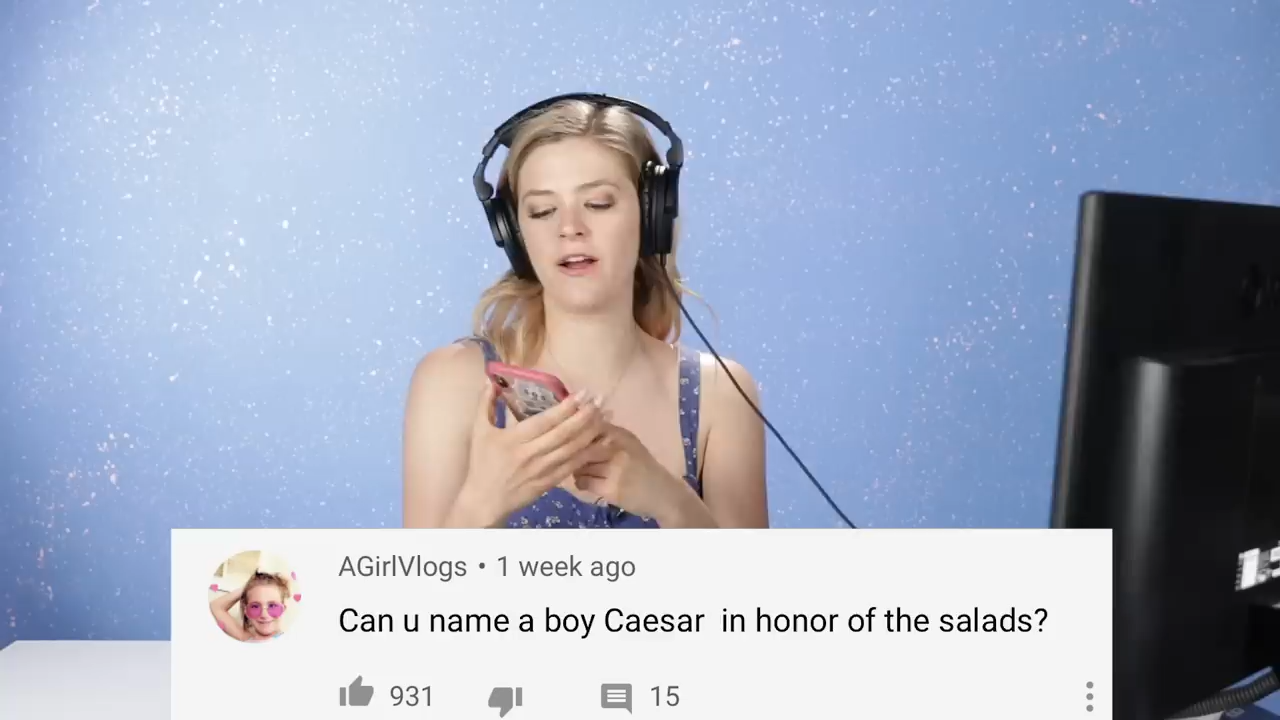 AGirlVlogs • 1 week ago
Can u name a boy Caesar  in honor of the salads?
931
15